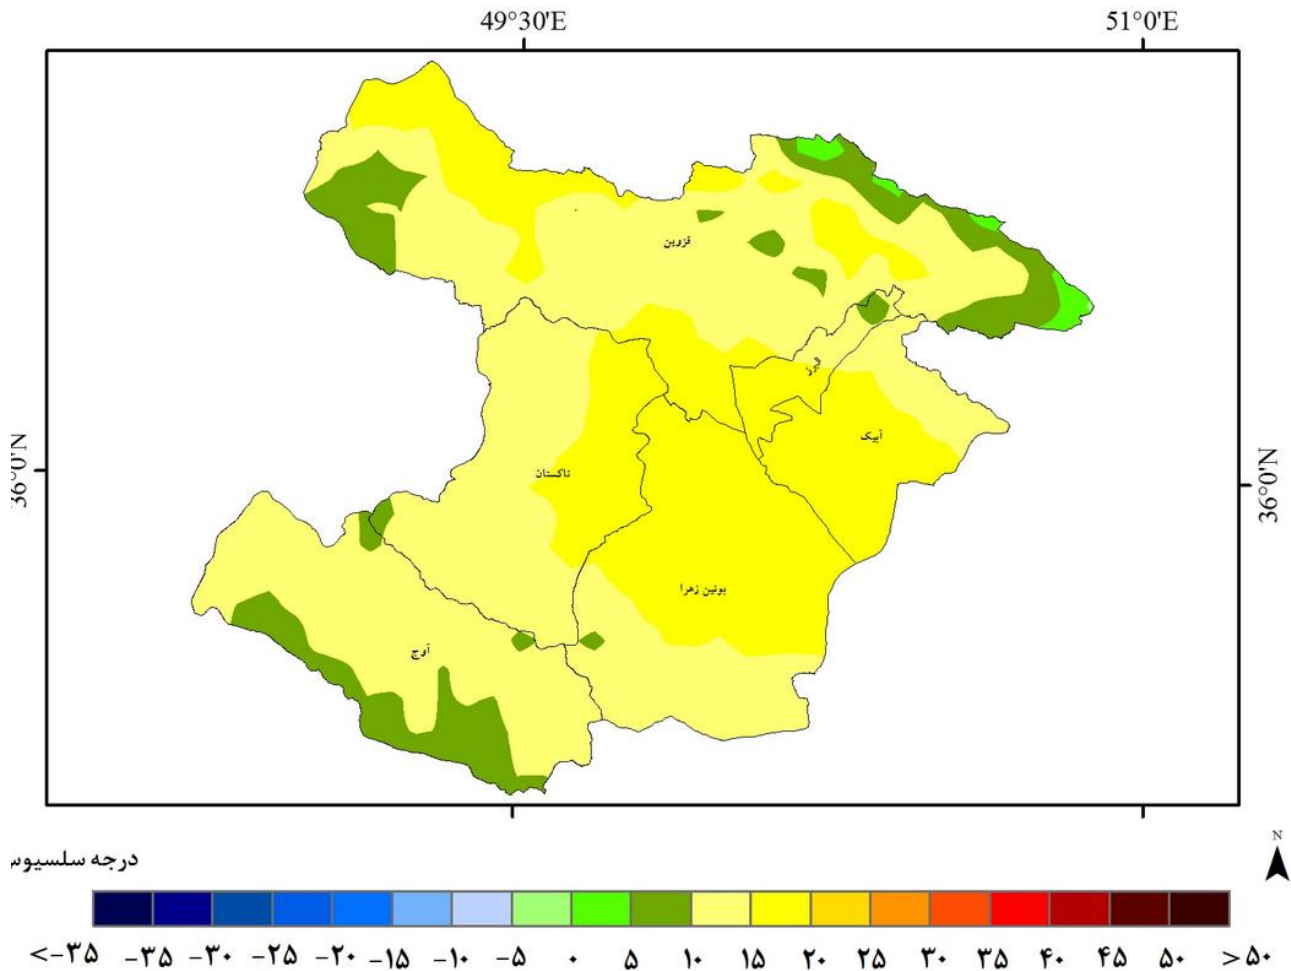 49°30'E 51°0'E
قزوین
البرز
آبیک
36°0'N 36°0'N
تاکستان
بوئین زهرا
آوج
N
درجه سلسیوس
<-۳۵ -۳۵ -۳۰ -۲۵ -۲۰ -۱۵ -۱۰ -۵ ۰ ۵ ۱۰ ۱۵ ۲۰ ۲۵ ۳۰ ۳۵ ۴۰ ۴۵ ۵۰ >۵۰